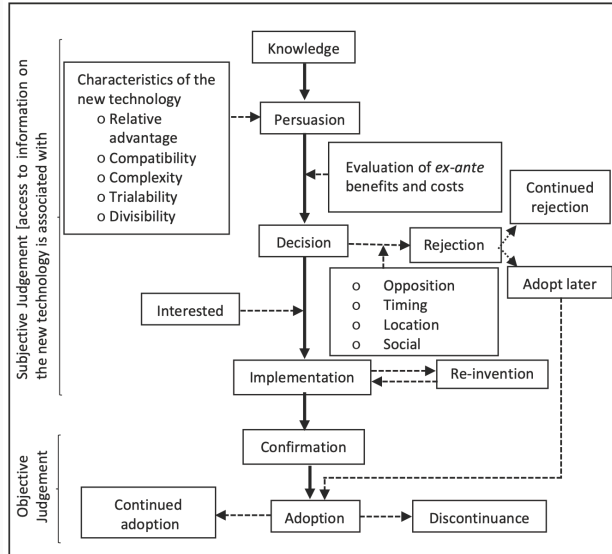 Knowledge
Characteristics of the
new technology
o Relative
advantage
o Compatibility
o Complexity
o Trialability
o Divisibility
Persuasion
Evaluation of ex-ante
benefits and costs
Continued
rejection
Decision
Rejection
Adopt later
o Opposition
o Timing
o Location
o Social
Interested
Implementation
Re-invention
Confirmation
Continued
adoption
Adoption
Discontinuance
Subjective Judgement [access to information on
the new technology is associated with
Objective
Judgement